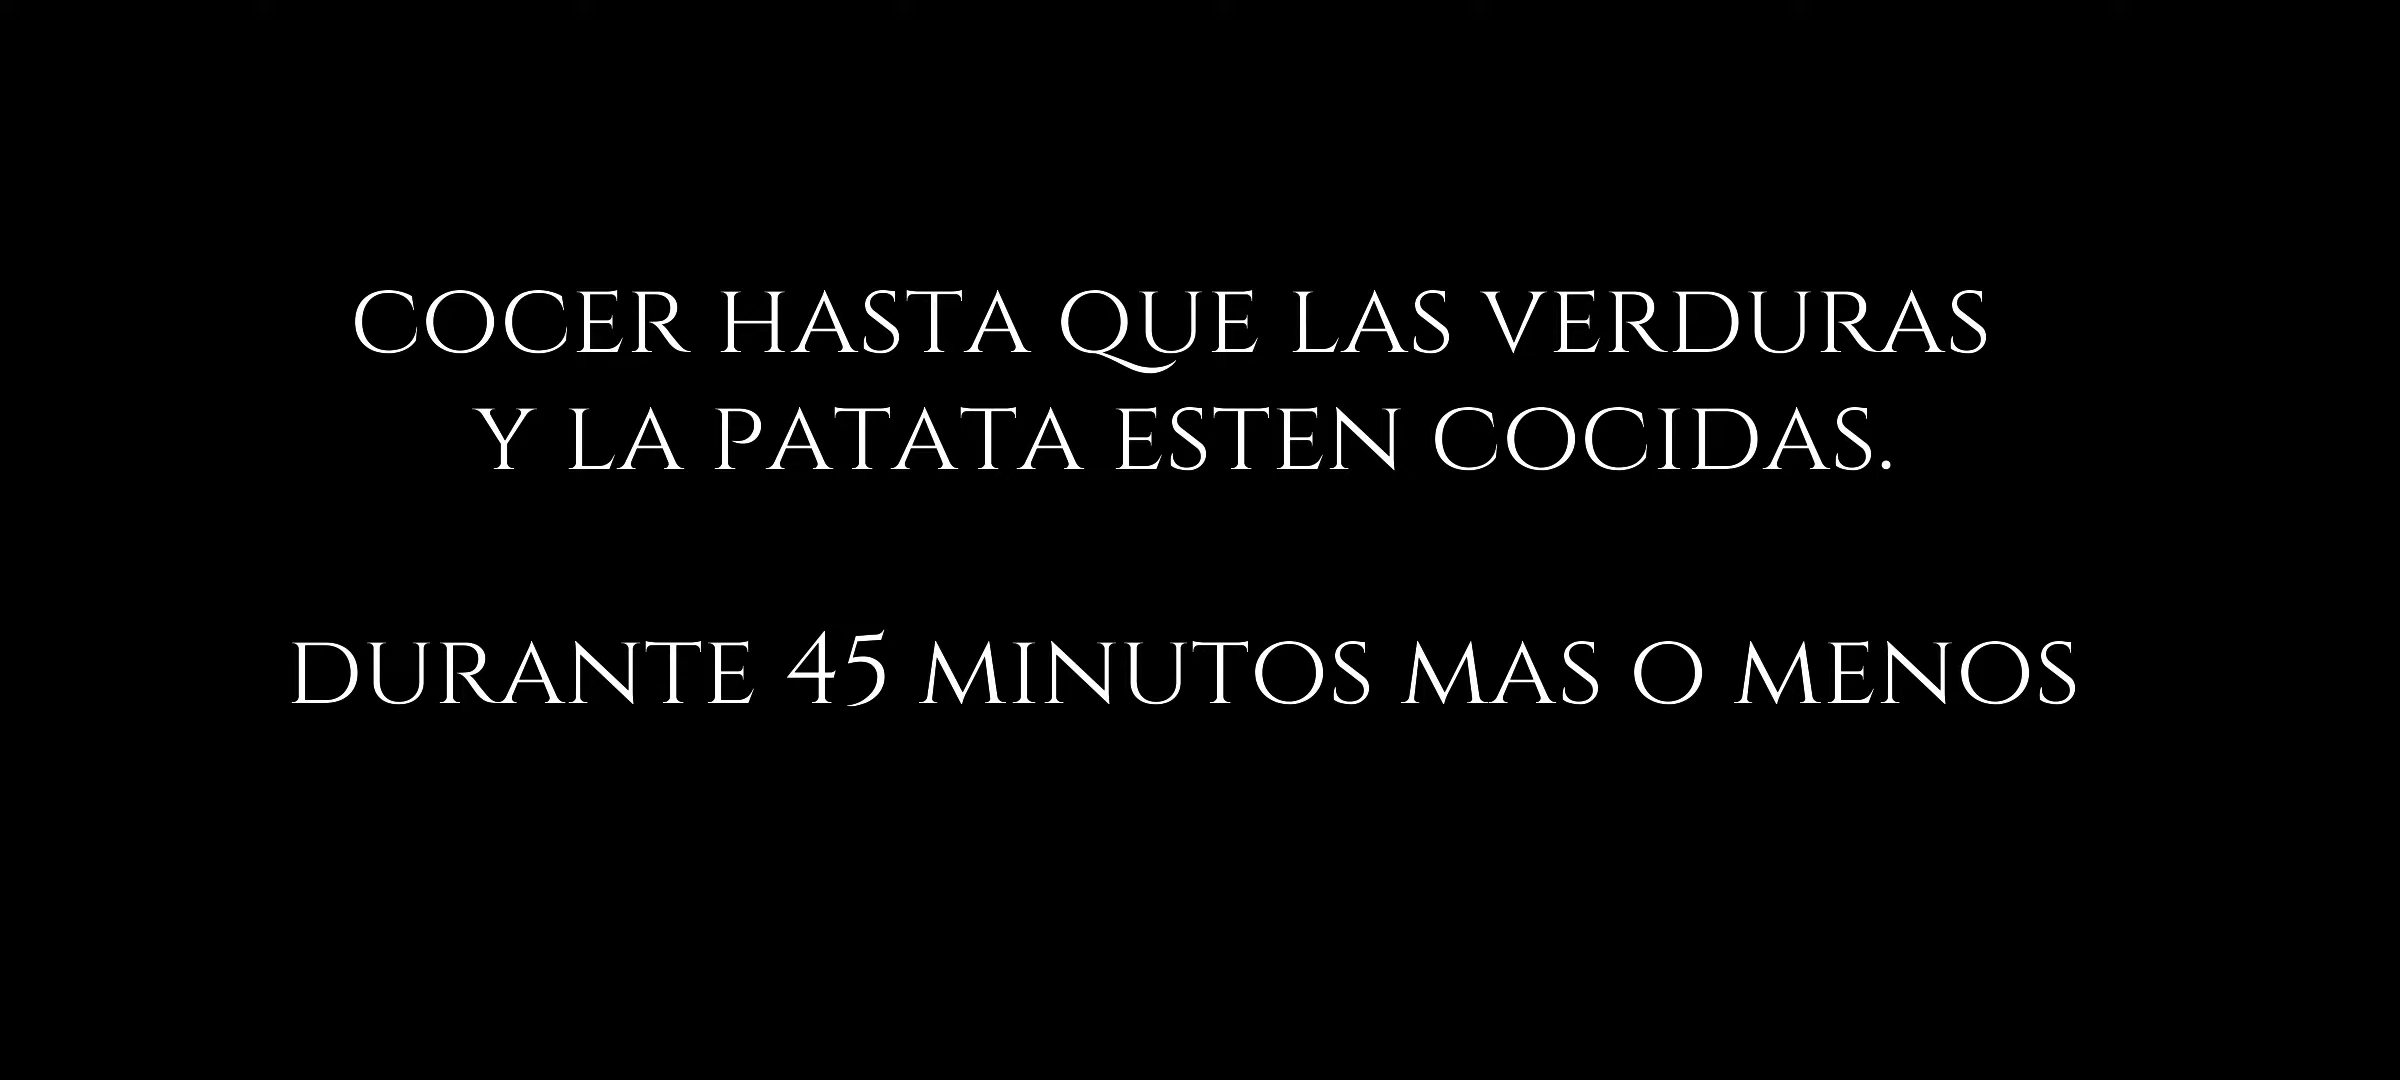 COCER HASTA QUE LAS VERDURAS
Y LA PATATA ESTEN COCIDAS.
DURANTE 45 MINUTOS MAS O MENOS